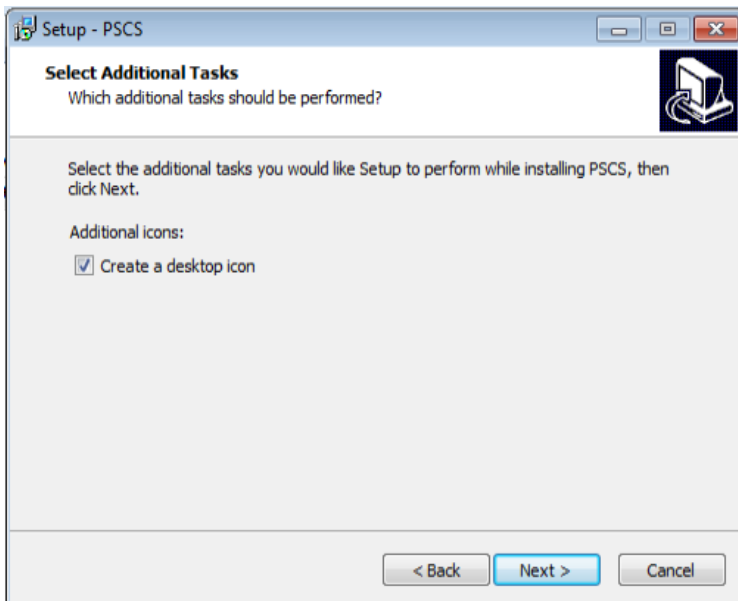 Setup - PSCS
Select Additional Tasks
Which additional tasks should be performed?
Select the additional tasks you would like Setup to perform while installing PSCS, then
click Next.
Additional icons:
Create a desktop icon
< Back
Next >
Cancel